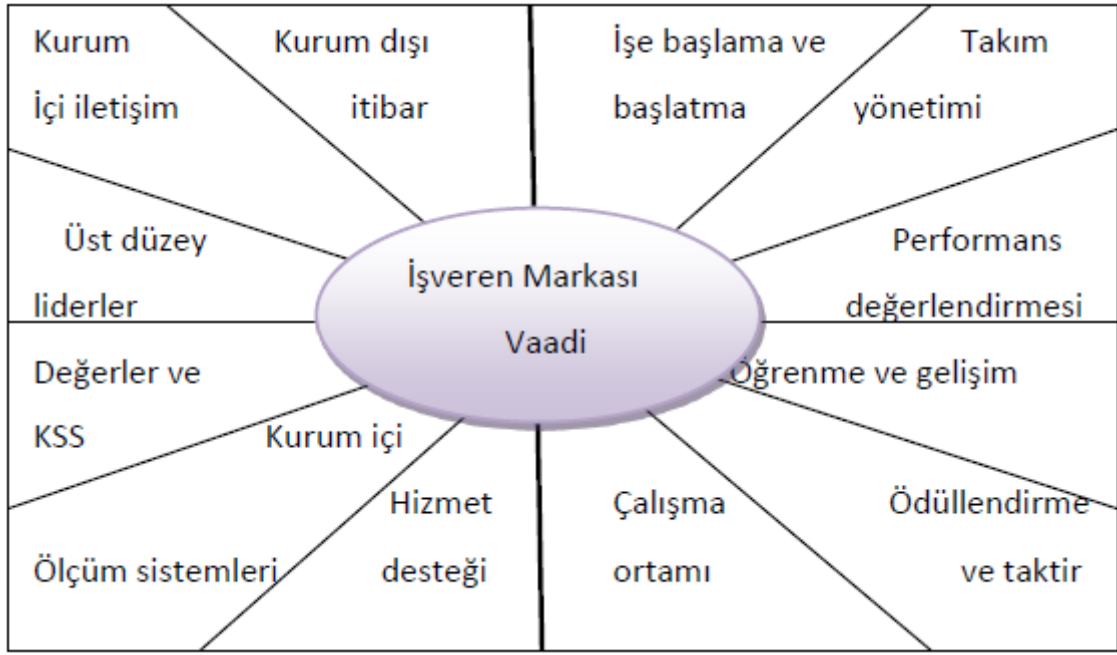 Kurum
İçi iletişim
Kurum dışı
itibar
İşe başlama ve
başlatma
Takım
yönetimi
Üst düzey
liderler
İşveren Markası
Vaadi
Performans
değerlendirmesi
Değerler ve
KSS
Öğrenme ve gelişim
Kurum içi
Ölçüm sistemleri
Hizmet
desteği
Çalışma
ortamı
Ödüllendirme
ve taktir